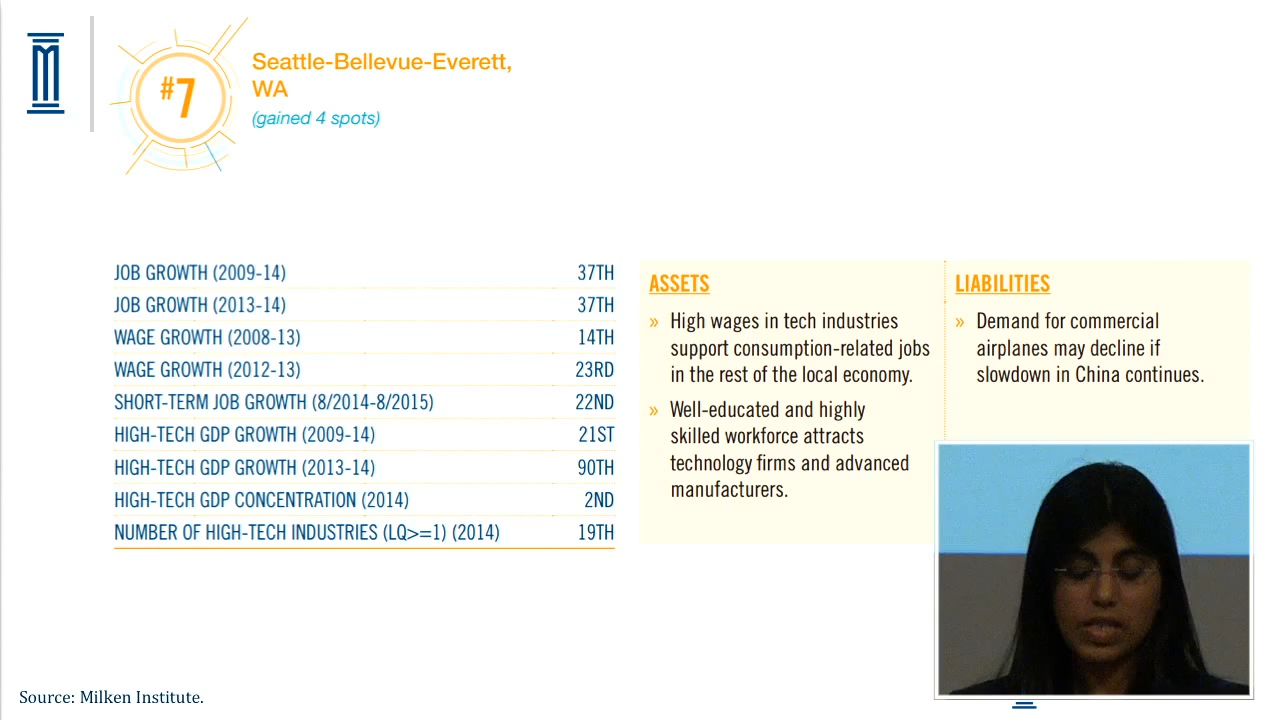 #7
Seattle-Bellevue-Everett,
WA
(gained 4 spots)
JOB GROWTH (2009-14) 37TH
JOB GROWTH (2013-14) 37TH
WAGE GROWTH (2008-13) 14TH
WAGE GROWTH (2012-13) 23RD
SHORT-TERM JOB GROWTH (8/2014-8/2015) 22ND
HIGH-TECH GDP GROWTH (2009-14) 21ST
HIGH-TECH GDP GROWTH (2013-14) 90TH
HIGH-TECH GDP CONCENTRATION (2014) 2ND
NUMBER OF HIGH-TECH INDUSTRIES (LQ>=1) (2014) 19TH
ASSETS
» High wages in tech industries
support consumption-related jobs
in the rest of the local economy.
» Well-educated and highly
skilled workforce attracts
technology firms and advanced
manufacturers.
LIABILITIES
» Demand for commercial
airplanes may decline if
slowdown in China continues.
Source: Milken Institute.